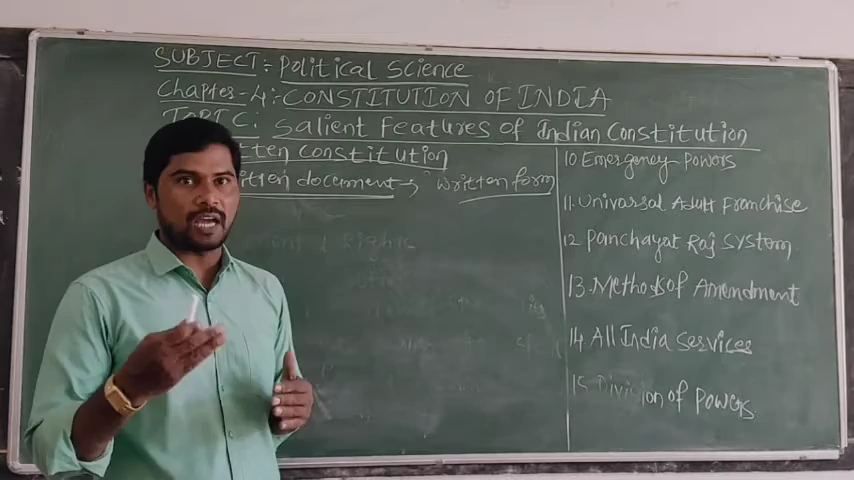 SUBJECT:- Political Science
Chapter-4:- CONSTITUTION OF INDIA
TOPIC: Salient Features of Indian Constitution
tten Constitution
itten document → written form
10 Emergency Powers
11. Univarsal Adult Franchise
12 Panchayat Raj System
13. Methods of Amendment
14 All India Services
15 Division of Powers